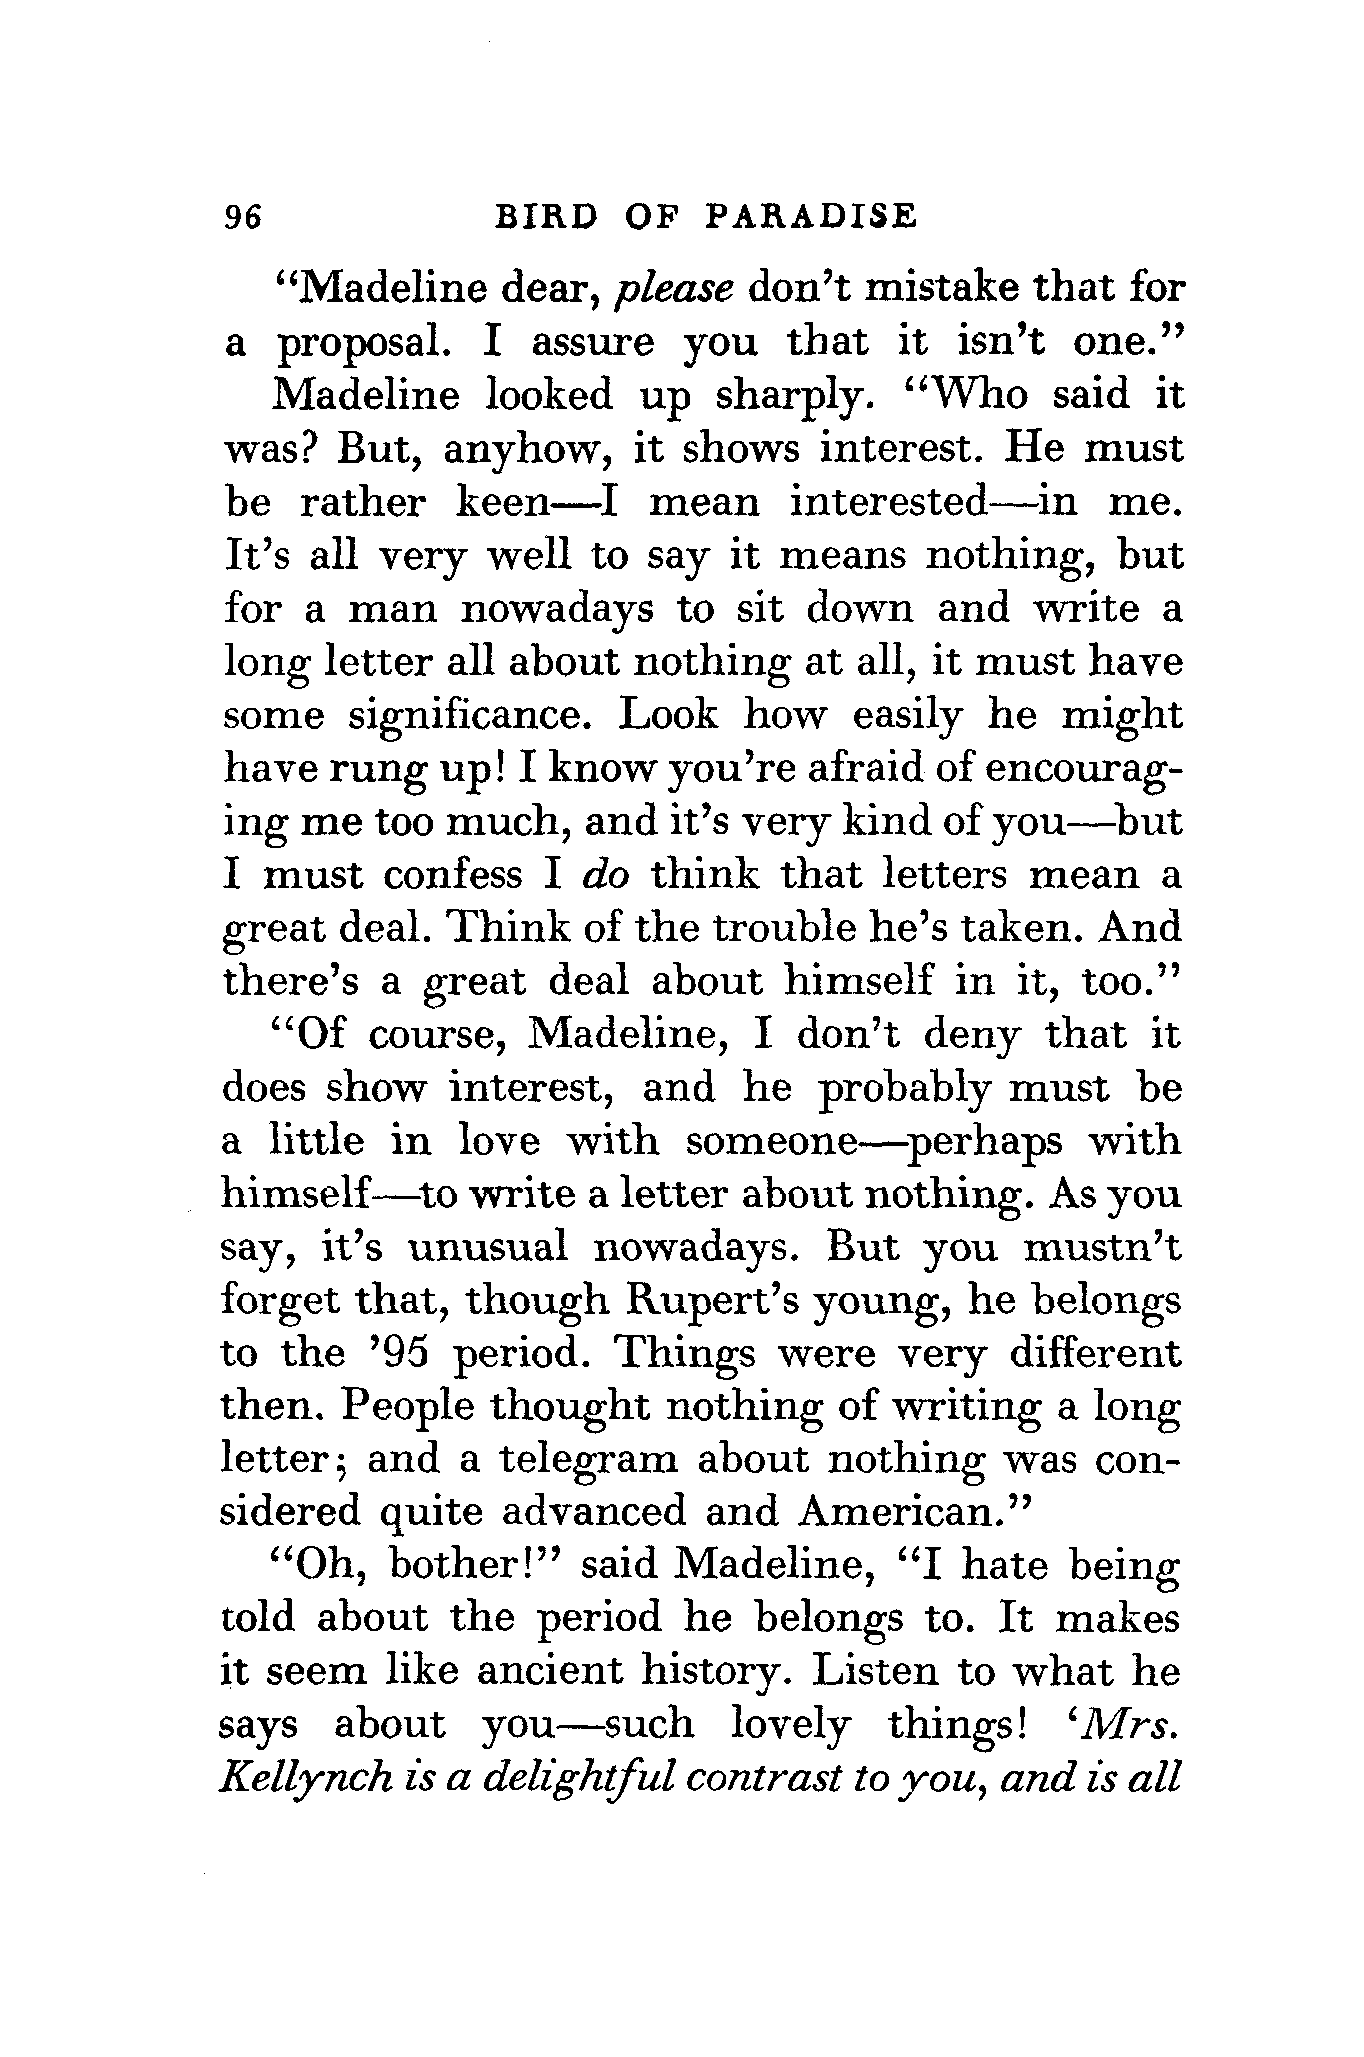 96 BIRD OF PARADISE
“Madeline dear, please don’t mistake that for
a proposal. I assure you that it isn’t one.”
Madeline looked up sharply. “Who said it
was? But, anyhow, it shows interest. He must
be rather keen—I mean interested—in me.
It’s all very well to say it means nothing, but
for a man nowadays to sit down and write a
long letter all about nothing at all, it must have
some significance. Look how easily he might
have rung up! I know you’re afraid of encourag-
ing me too much, and it’s very kind of you—but
I must confess I do think that letters mean a
great deal. Think of the trouble he’s taken. And
there’s a great deal about himself in it, too.”
“Of course, Madeline, I don’t deny that it
does show interest, and he probably must be
a little in love with someone—perhaps with
himself—to write a letter about nothing. As you
say, it’s unusual nowadays. But you mustn’t
forget that, though Rupert’s young, he belongs
to the ’95 period. Things were very different
then. People thought nothing of writing a long
letter; and a telegram about nothing was con-
sidered quite advanced and American.”
“Oh, bother!” said Madeline, “I hate being
told about the period he belongs to. It makes
it seem like ancient history. Listen to what he
says about you—such lovely things! ‘Mrs.
Kellynch is a delightful contrast to you, and is all